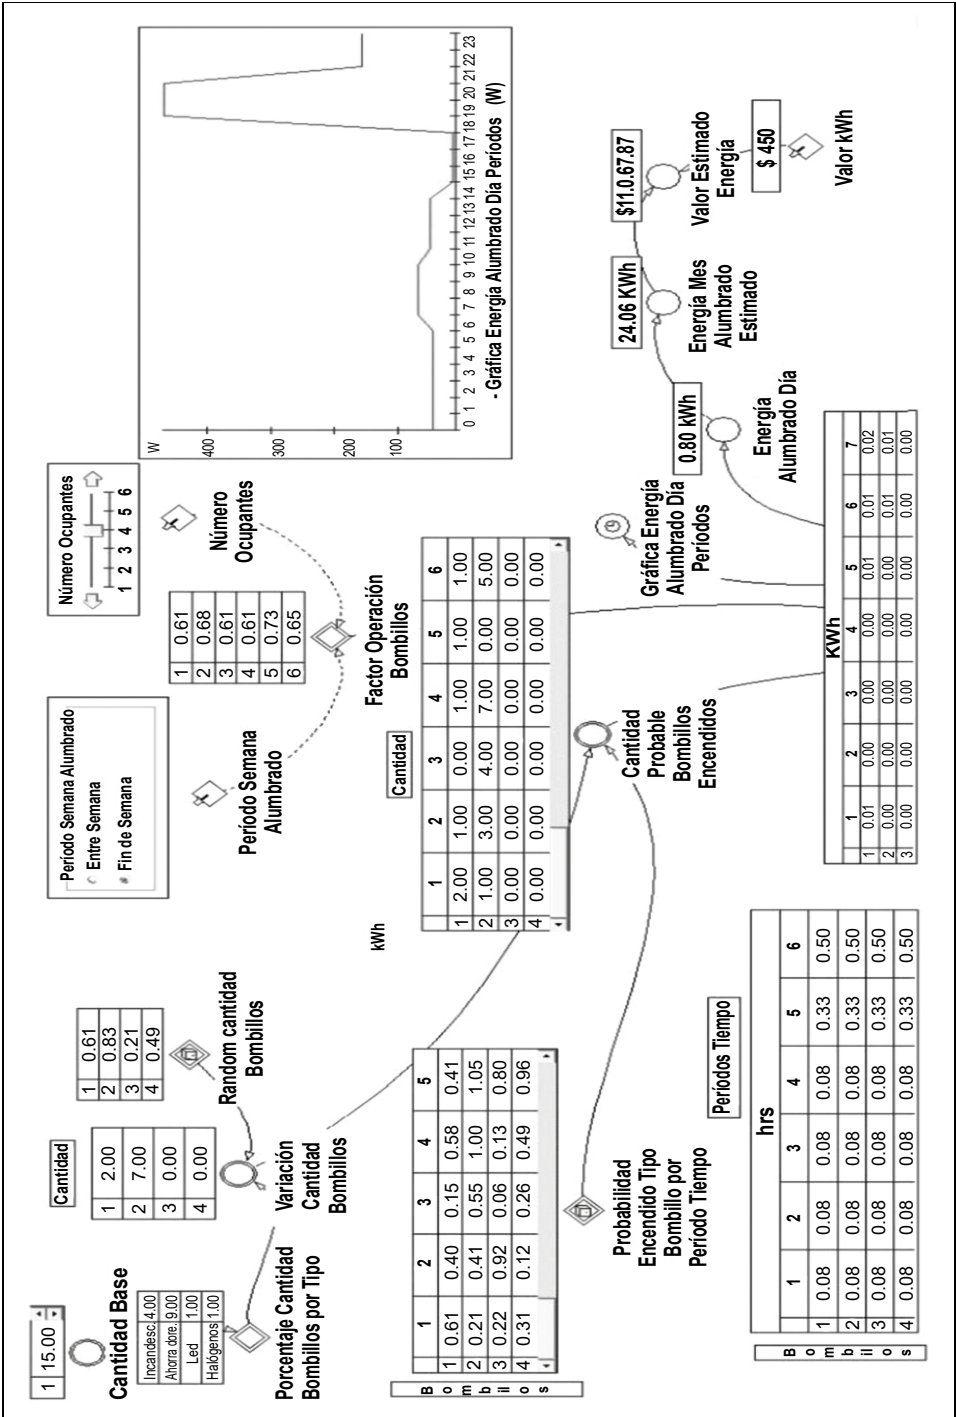 1 15.00
Cantidad Base
Incandesc. 4.00
Ahorra dore. 9.00
Led 1.00
Halógenos 1.00
Porcentaje Cantidad
Bombillos por Tipo
Cantidad
1 2.00
2 7.00
3 0.00
4 0.00
Variación
Cantidad
Bombillos
1 0.61
2 0.83
3 0.21
4 0.49
Random cantidad
Bombillos
Período Semana Alumbrado
Entre Semana
Fin de Semana
Período Semana
Alumbrado
1 0.61
2 0.68
3 0.61
4 0.61
5 0.73
6 0.65
Factor Operación
Bombillos
Número Ocupantes
1 2 3 4 5 6
Número
Ocupantes
W
400
300
200
100
0 1 2 3 4 5 6 7 8 9 10 11 12 13 14 15 16 17 18 19 20 21 22 23
- Gráfica Energía Alumbrado Día Períodos (W)
B o m b il o s
1 2 3 4 5
1 0.61 0.40 0.15 0.58 0.41
2 0.21 0.41 0.55 1.00 1.05
3 0.22 0.92 0.06 0.13 0.80
4 0.31 0.12 0.26 0.49 0.96
Probabilidad
Encendido Tipo
Bombillo por
Período Tiempo
kWh
Cantidad
1 2 3 4 5 6
1 2.00 1.00 0.00 1.00 1.00 1.00
2 1.00 3.00 4.00 7.00 0.00 5.00
3 0.00 0.00 0.00 0.00 0.00 0.00
4 0.00 0.00 0.00 0.00 0.00 0.00
Cantidad
Probable
Bombillos
Encendidos
Gráfica Energía
Alumbrado Día
Períodos
0.80 kWh
Energía
Alumbrado Día
24.06 KWh
Energía Mes
Alumbrado
Estimado
$11.0.67.87
Valor Estimado
Energía
$ 450
Valor kWh
Períodos Tiempo
hrs
B o m b il o s
1 2 3 4 5 6
1 0.08 0.08 0.08 0.08 0.33 0.50
2 0.08 0.08 0.08 0.08 0.33 0.50
3 0.08 0.08 0.08 0.08 0.33 0.50
4 0.08 0.08 0.08 0.08 0.33 0.50
KWh
1 2 3 4 5 6 7
1 0.01 0.00 0.00 0.00 0.01 0.01 0.02
2 0.00 0.00 0.00 0.00 0.00 0.01 0.01
3 0.00 0.00 0.00 0.00 0.00 0.00 0.00